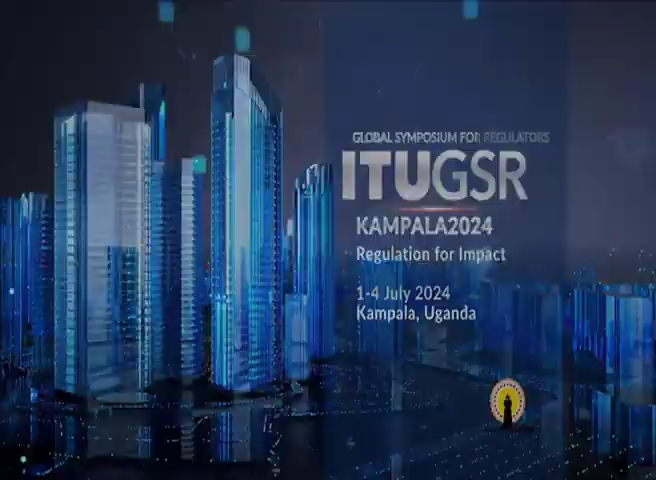 GLOBAL SYMPOSIUM FOR REGULATORS
ITUGSR
KAMPALA2024
Regulation for Impact
1-4 July 2024
Kampala, Uganda